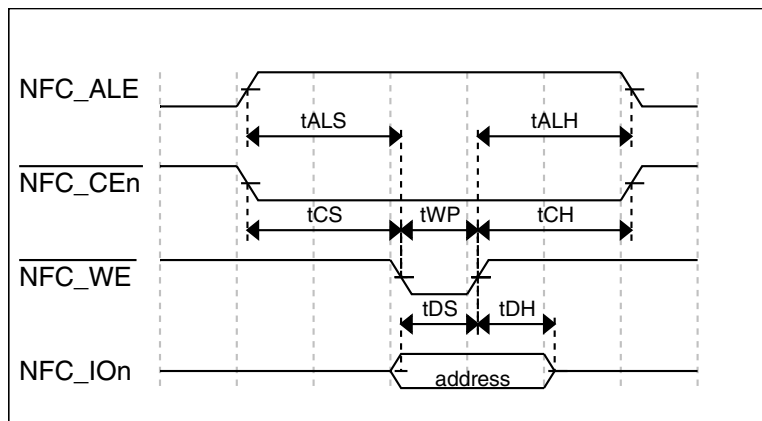 NFC_ALE
tALS
tALH
NFC_CEn
tCS
tWP
tCH
NFC_WE
tDS
tDH
NFC_IOn
address